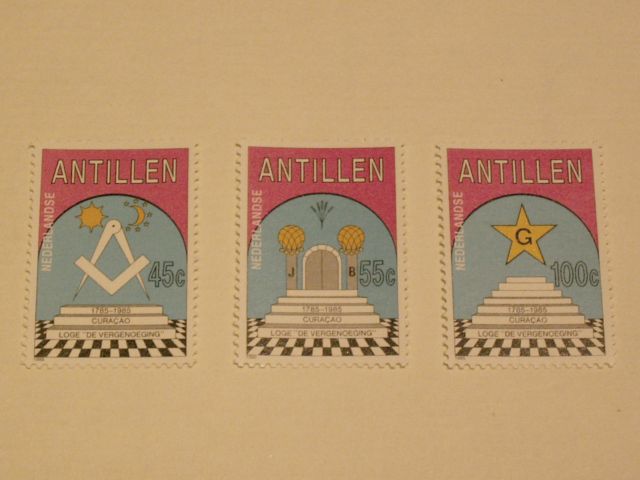 ANTILLEN
NEDERLANDSE
45c
1785-1985
CURAÇAO
LOGE "DE VERGENOEGING"
ANTILLEN
NEDERLANDSE
J B
55c
1785-1985
CURAÇAO
LOGE "DE VERGENOEGING"
ANTILLEN
NEDERLANDSE
G
100c
1785-1985
CURAÇAO
LOGE "DE VERGENOEGING"